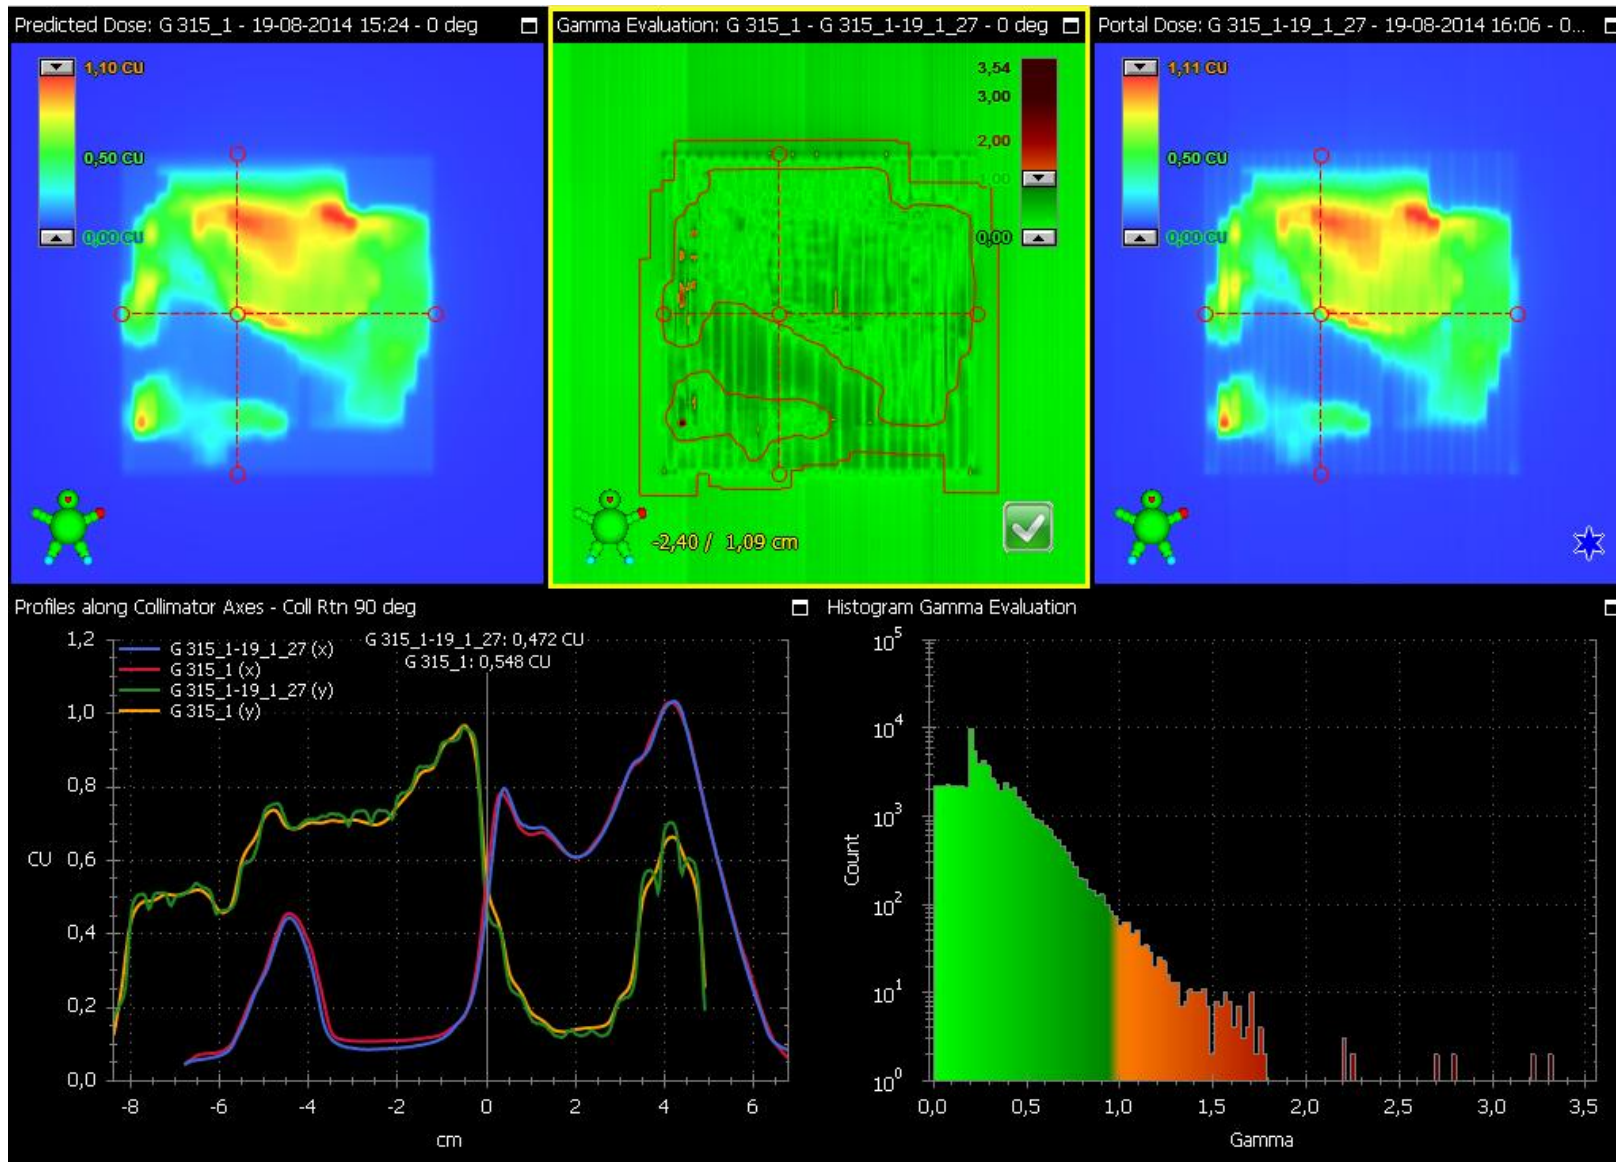 Predicted Dose: G 315_1 - 19-08-2014 15:24 - 0 deg
1,10 CU
0,50 CU
0,00 CU
Gamma Evaluation: G 315_1 - G 315_1-19_1_27 - 0 deg
3,54
3,00
2,00
1,00
0,00
-2,40 / 1,09 cm
Portal Dose: G 315_1-19_1_27 - 19-08-2014 16:06 - 0...
1,11 CU
0,50 CU
0,00 CU
Profiles along Collimator Axes - Coll Rtn 90 deg
G 315_1-19_1_27 (x)
G 315_1 (x)
G 315_1-19_1_27 (y)
G 315_1 (y)
G 315_1-19_1_27: 0,472 CU
G 315_1: 0,548 CU
1,2
1,0
0,8
CU 0,6
0,4
0,2
0,0
-8 -6 -4 -2 0 2 4 6
cm
Histogram Gamma Evaluation
10^5
10^4
10^3
Count
10^2
10^1
10^0
0,0 0,5 1,0 1,5 2,0 2,5 3,0 3,5
Gamma